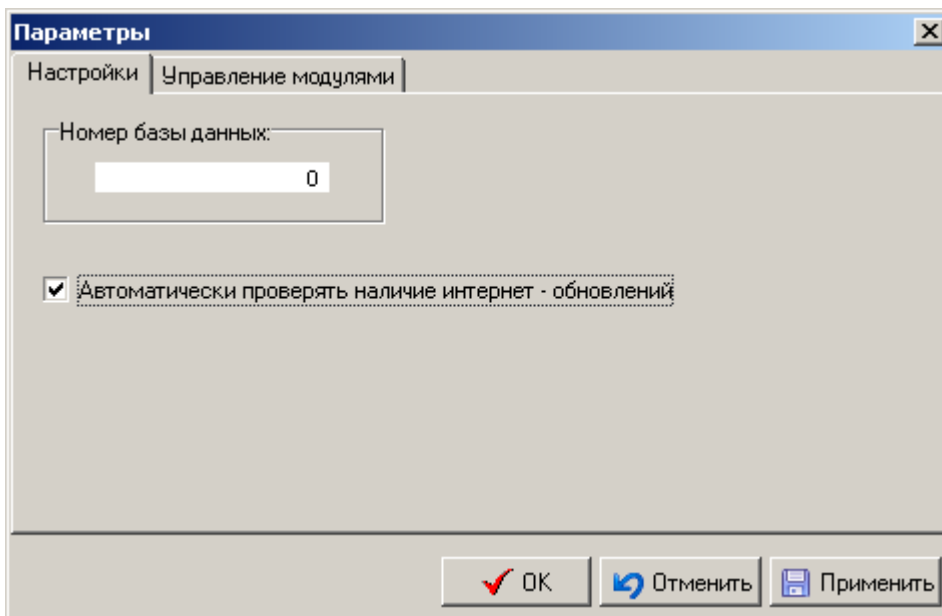 Параметры
Настройки Управление модулями
Номер базы данных:
0
Автоматически проверять наличие интернет - обновлений
OK Отменить Применить